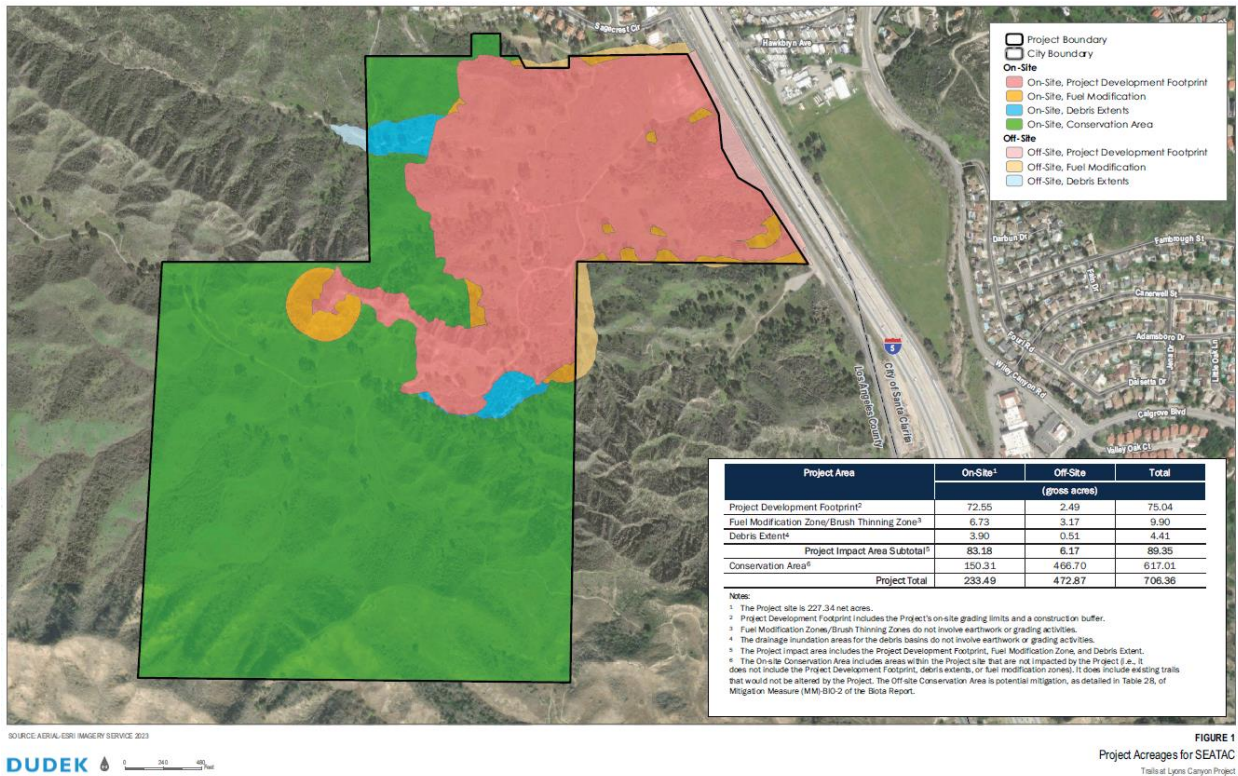 Sagecrest Cir
Hawkbryn Ave
Project Boundary
City Boundary
On-Site
On-Site, Project Development Footprint
On-Site, Fuel Modification
On-Site, Debris Extents
On-Site, Conservation Area
Off-Site
Off-Site, Project Development Footprint
Off-Site, Fuel Modification
Off-Site, Debris Extents
Darbun Dr
Fambrough St
Canerwell St
Adamsboro Dr
Jena Dr
Little Oak Ln
Four1 Rd
Wiley Canyon Rd
Dalsetta Dr
Calgrove Blvd
Valley Oak Ct
5
Los Angeles County
City of Santa Clarita
Project Area On-Site¹ Off-Site Total
(gross acres)
Project Development Footprint² 72.55 2.49 75.04
Fuel Modification Zone/Brush Thinning Zone³ 6.73 3.17 9.90
Debris Extent⁴ 3.90 0.51 4.41
Project Impact Area Subtotal⁵ 83.18 6.17 89.35
Conservation Area⁶ 150.31 466.70 617.01
Project Total 233.49 472.87 706.36
Notes:
1 The Project site is 227.34 net acres.
2 Project Development Footprint includes the Project's on-site grading limits and a construction buffer.
3 Fuel Modification Zones/Brush Thinning Zones do not involve earthwork or grading activities.
4 The drainage inundation areas for the debris basins do not involve earthwork or grading activities.
5 The Project impact area includes the Project Development Footprint, Fuel Modification Zone, and Debris Extent.
6 The On-site Conservation Area includes areas within the Project site that are not impacted by the Project (i.e., it
does not include the Project Development Footprint, debris extents, or fuel modification zones). It does include existing trails
that would not be altered by the Project. The Off-site Conservation Area is potential mitigation, as detailed in Table 28, of
Mitigation Measure (MM)-BIO-2 of the Biota Report.
SOURCE: AERIAL-ESRI IMAGERY SERVICE 2023
DUDEK
0 240 480
Feet
FIGURE 1
Project Acreages for SEATAC
Trails at Lyons Canyon Project